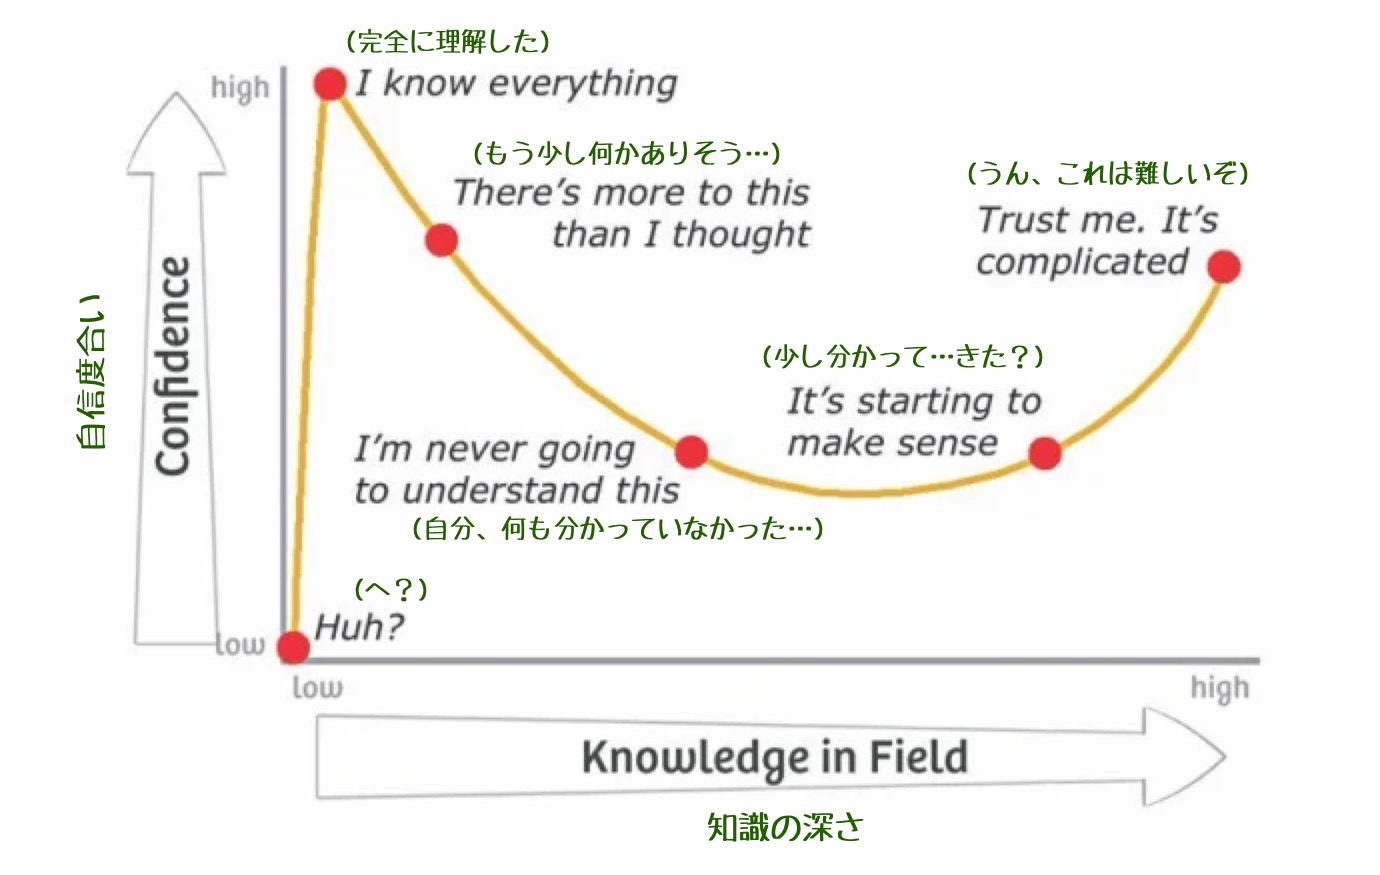 (完全に理解した)
high
I know everything
(もう少し何かありそう…)
There's more to this
than I thought
(うん、これは難しいぞ)
Trust me. It's
complicated
自信度合い
Confidence
(少し分かって…きた？)
It's starting to
make sense
I'm never going
to understand this
(自分、何も分かっていなかった…)
(へ？)
Huh?
low
low
high
Knowledge in Field
知識の深さ